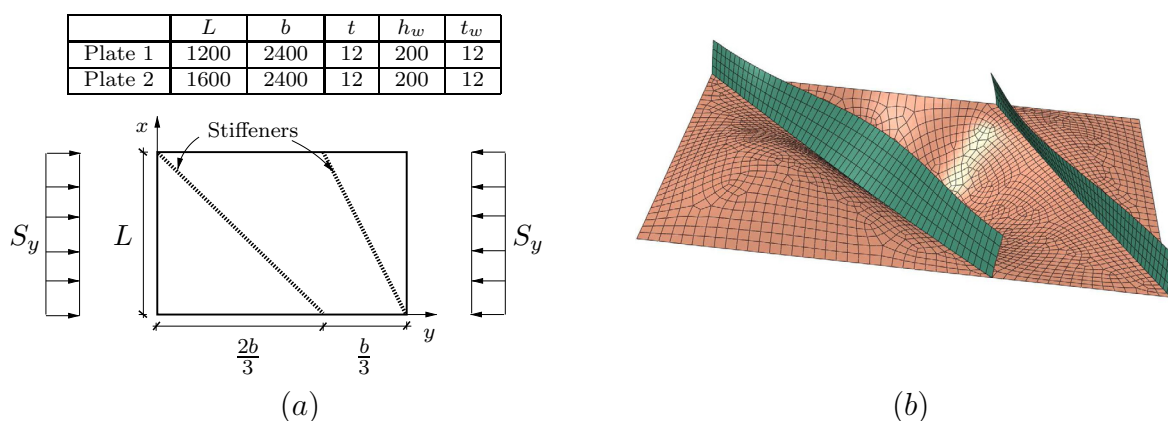 L b t h_w t_w
Plate 1 1200 2400 12 200 12
Plate 2 1600 2400 12 200 12
x
Stiffeners
S_y L S_y
y
2b/3 b/3
(a) (b)